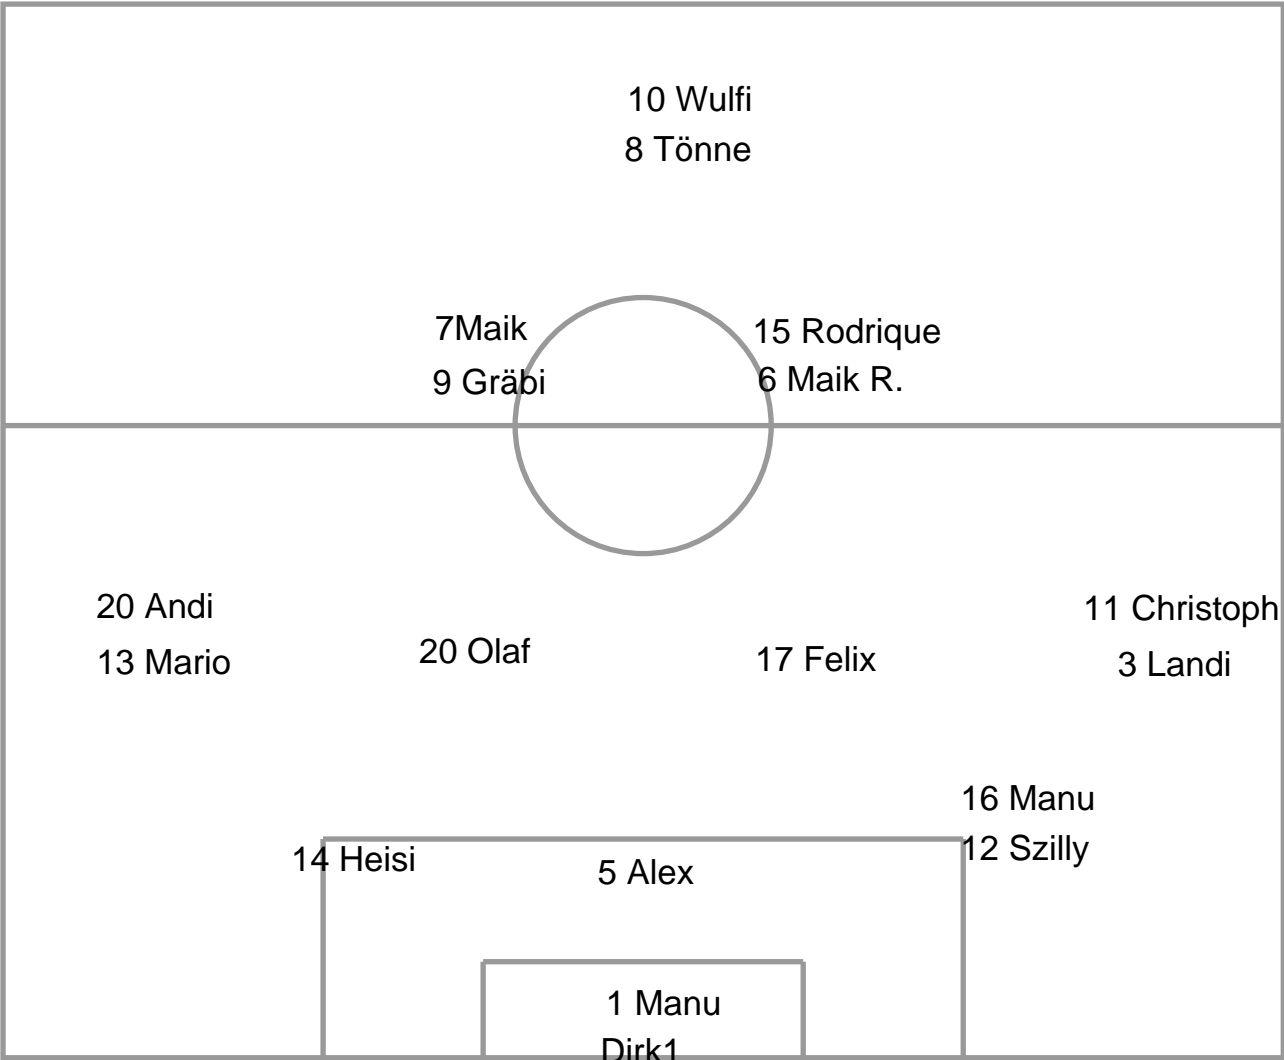 10 Wulfi
8 Tönne
7Maik
15 Rodrique
9 Gräbi
6 Maik R.
20 Andi
11 Christoph
13 Mario
20 Olaf
17 Felix
3 Landi
16 Manu
12 Szilly
14 Heisi
5 Alex
1 Manu
Dirk1